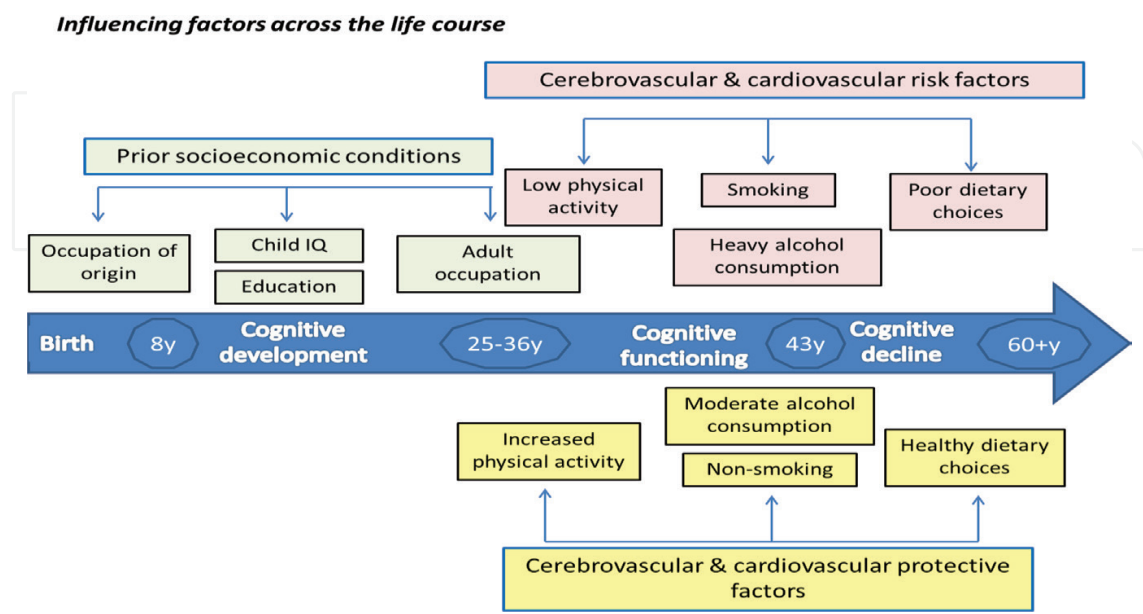 Influencing factors across the life course
Cerebrovascular & cardiovascular risk factors
Prior socioeconomic conditions
Low physical
activity
Smoking
Poor dietary
choices
Occupation of
origin
Child IQ
Education
Adult
occupation
Heavy alcohol
consumption
Birth
8y
Cognitive
development
25-36y
Cognitive
functioning
43y
Cognitive
decline
60+y
Increased
physical activity
Moderate alcohol
consumption
Non-smoking
Healthy dietary
choices
Cerebrovascular & cardiovascular protective
factors